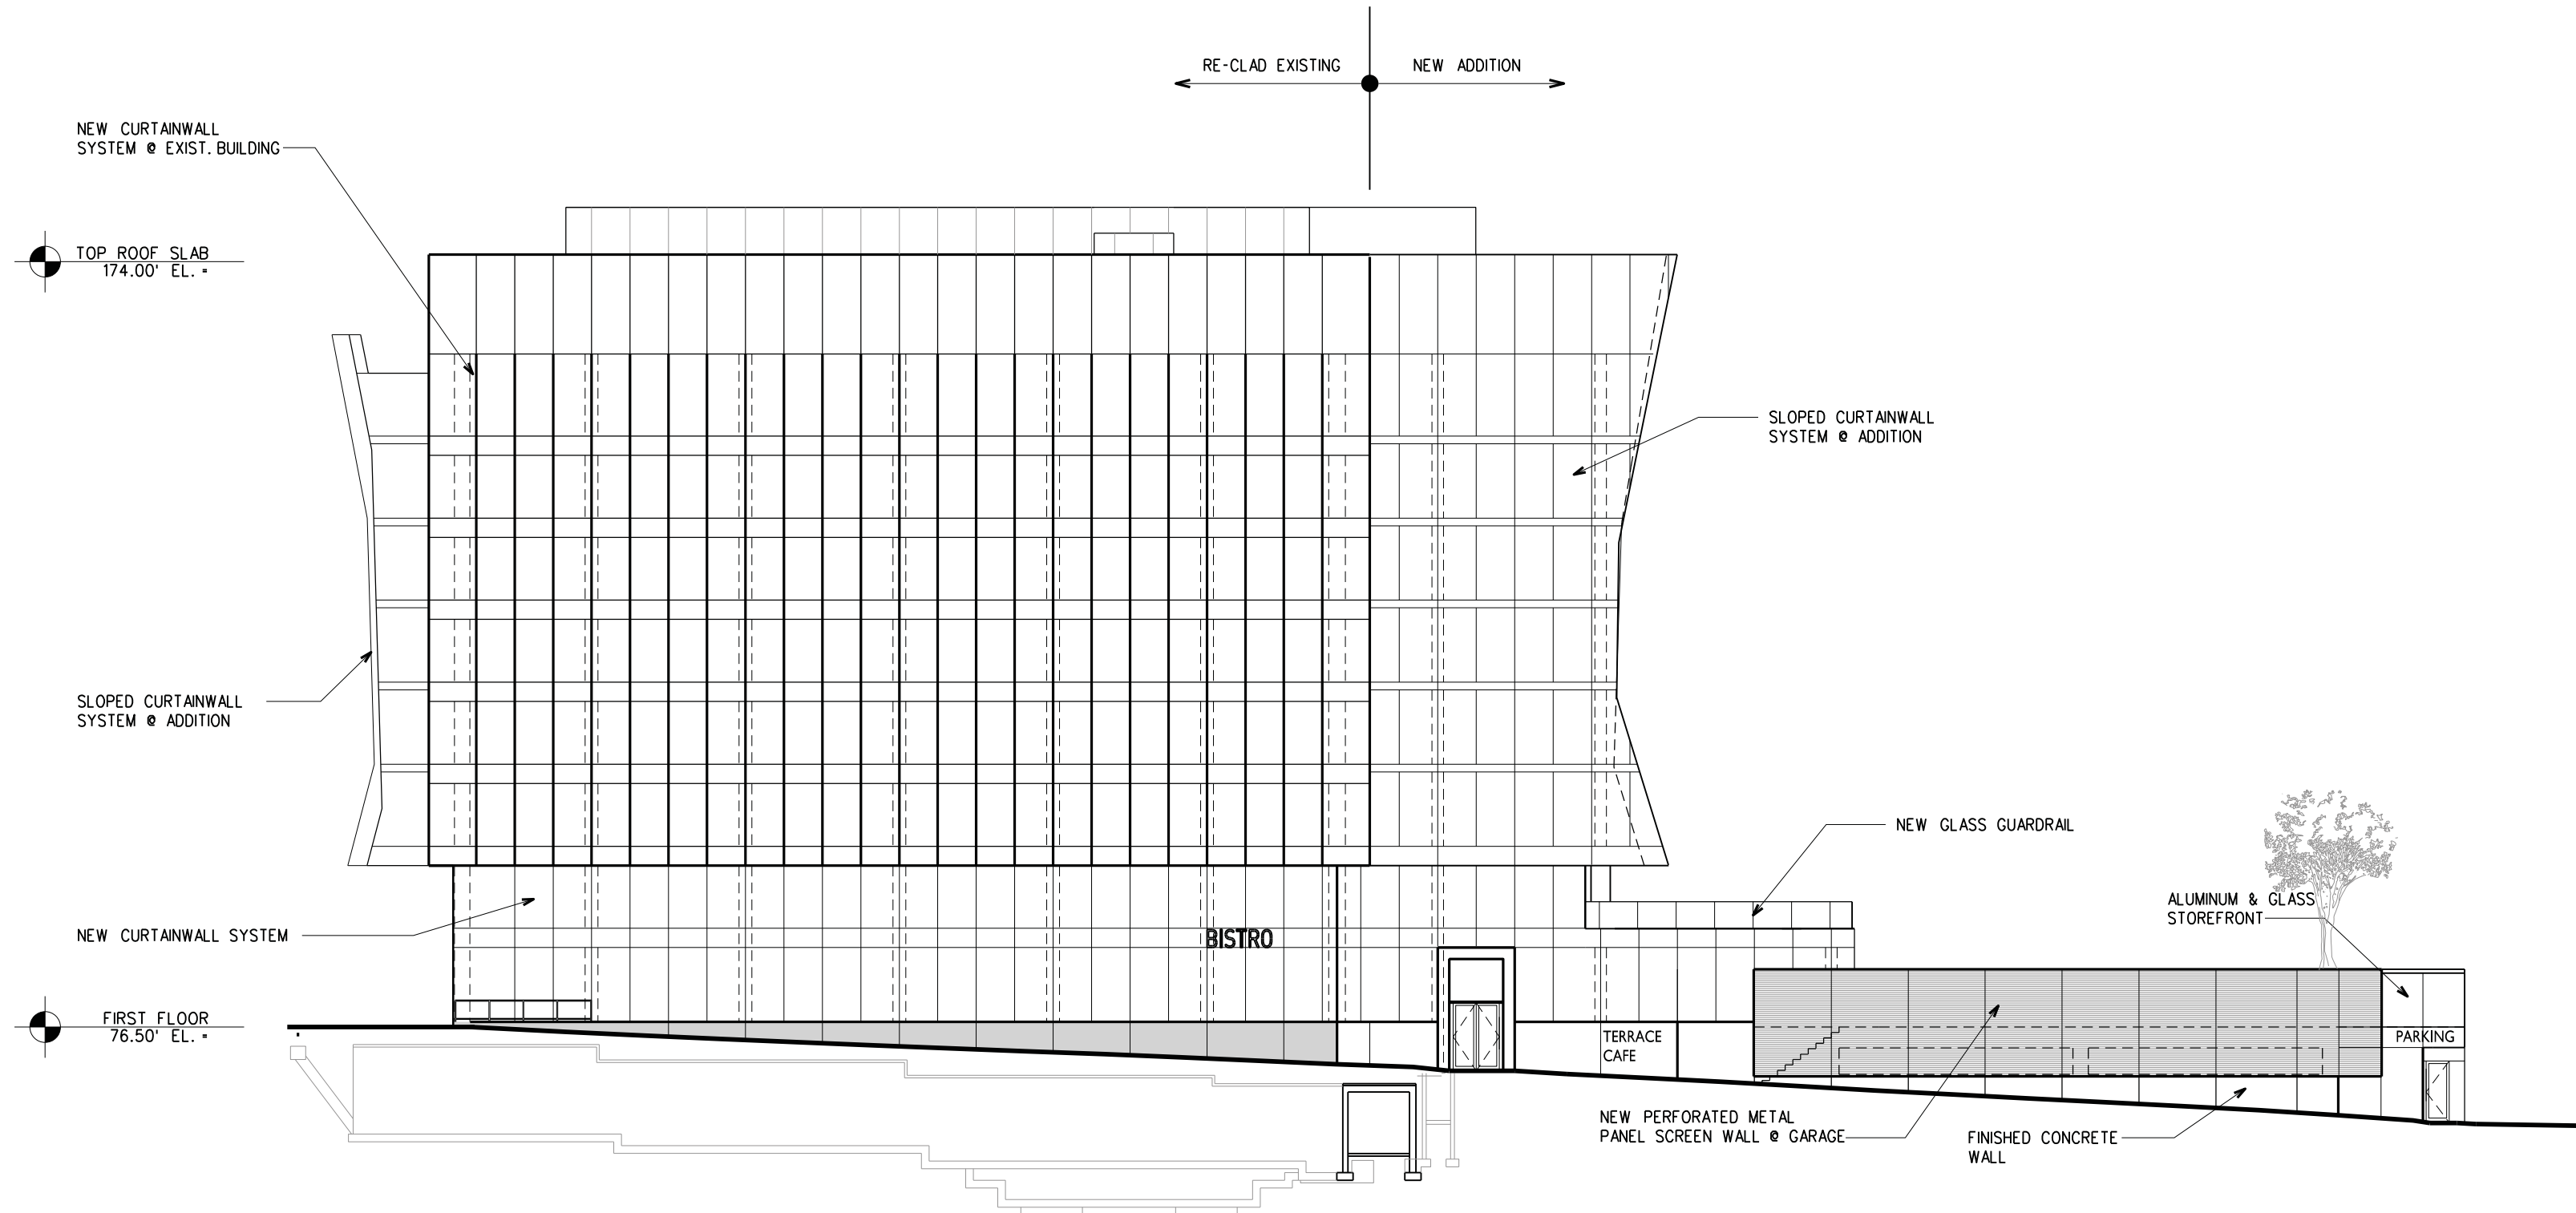 RE-CLAD EXISTING
NEW ADDITION
NEW CURTAINWALL
SYSTEM @ EXIST. BUILDING
TOP ROOF SLAB
174.00' EL. =
SLOPED CURTAINWALL
SYSTEM @ ADDITION
SLOPED CURTAINWALL
SYSTEM @ ADDITION
NEW GLASS GUARDRAIL
ALUMINUM & GLASS
STOREFRONT
NEW CURTAINWALL SYSTEM
BISTRO
FIRST FLOOR
76.50' EL. =
TERRACE
CAFE
PARKING
NEW PERFORATED METAL
PANEL SCREEN WALL @ GARAGE
FINISHED CONCRETE
WALL